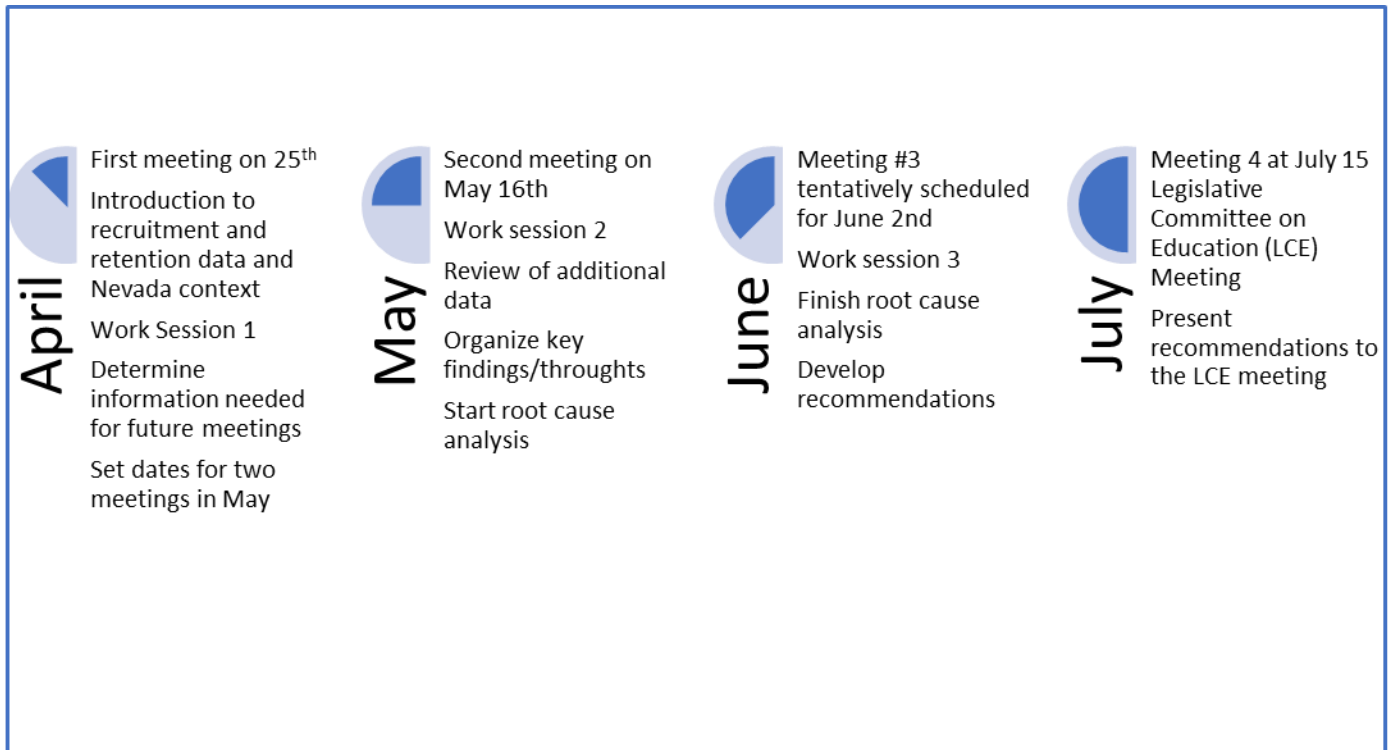 April
First meeting on 25th
Introduction to
recruitment and
retention data and
Nevada context
Work Session 1
Determine
information needed
for future meetings
Set dates for two
meetings in May
May
Second meeting on
May 16th
Work session 2
Review of additional
data
Organize key
findings/throughts
Start root cause
analysis
June
Meeting #3
tentatively scheduled
for June 2nd
Work session 3
Finish root cause
analysis
Develop
recommendations
July
Meeting 4 at July 15
Legislative
Committee on
Education (LCE)
Meeting
Present
recommendations to
the LCE meeting